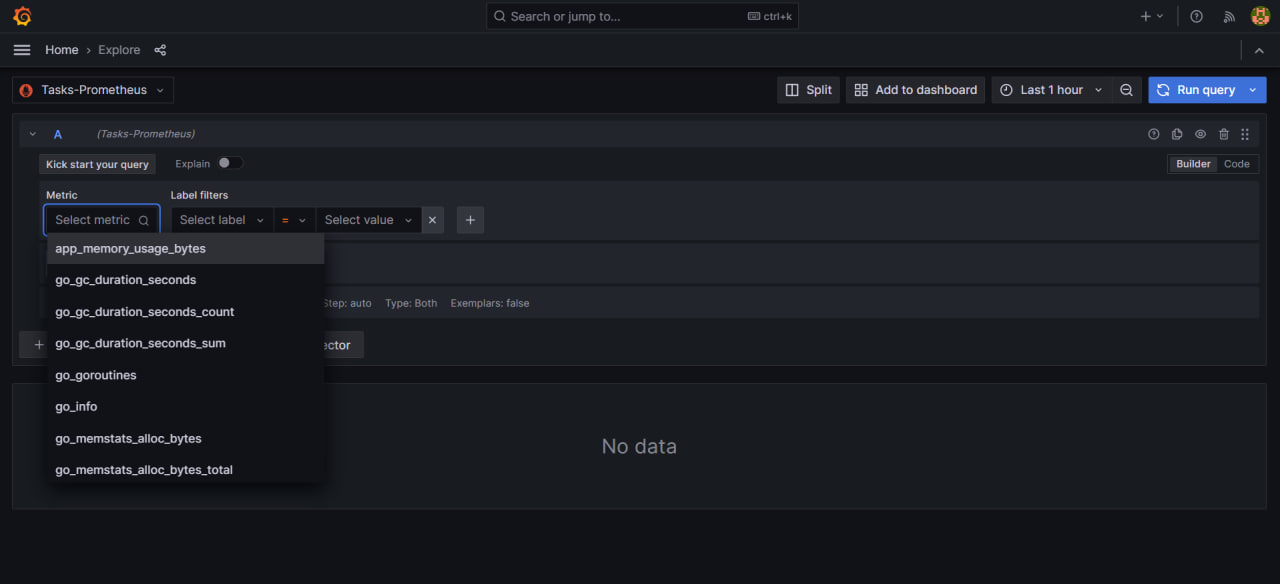 Search or jump to...
ctrl+k
Home › Explore
Tasks-Prometheus
Split
Add to dashboard
Last 1 hour
Run query
A (Tasks-Prometheus)
Kick start your query
Explain
Builder
Code
Metric
Label filters
Select metric
Select label
=
Select value
app_memory_usage_bytes
go_gc_duration_seconds
go_gc_duration_seconds_count
Step: auto Type: Both Exemplars: false
go_gc_duration_seconds_sum
go_goroutines
go_info
go_memstats_alloc_bytes
go_memstats_alloc_bytes_total
No data